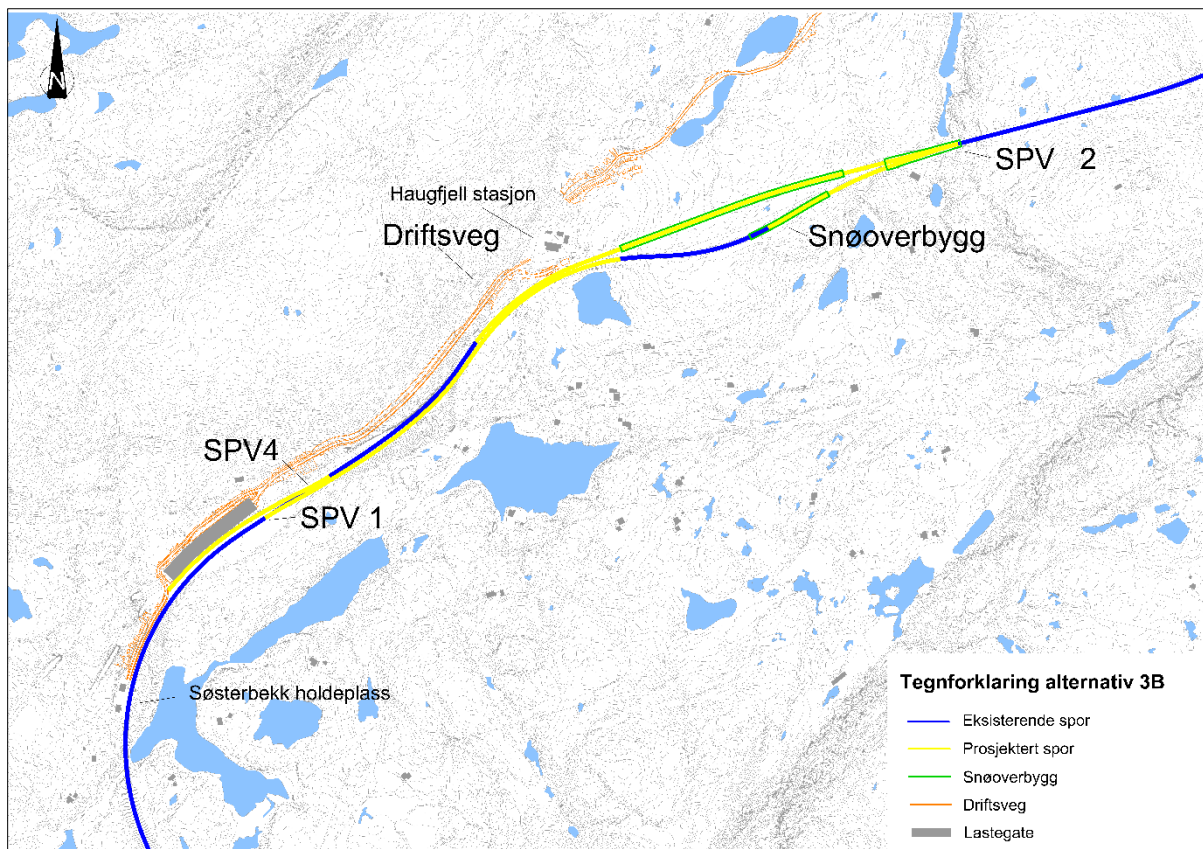 N
SPV 2
Haugfjell stasjon
Driftsveg
Snøoverbygg
SPV4
SPV 1
Søsterbekk holdeplass
Tegnforklaring alternativ 3B
Eksisterende spor
Prosjektert spor
Snøoverbygg
Driftsveg
Lastegate